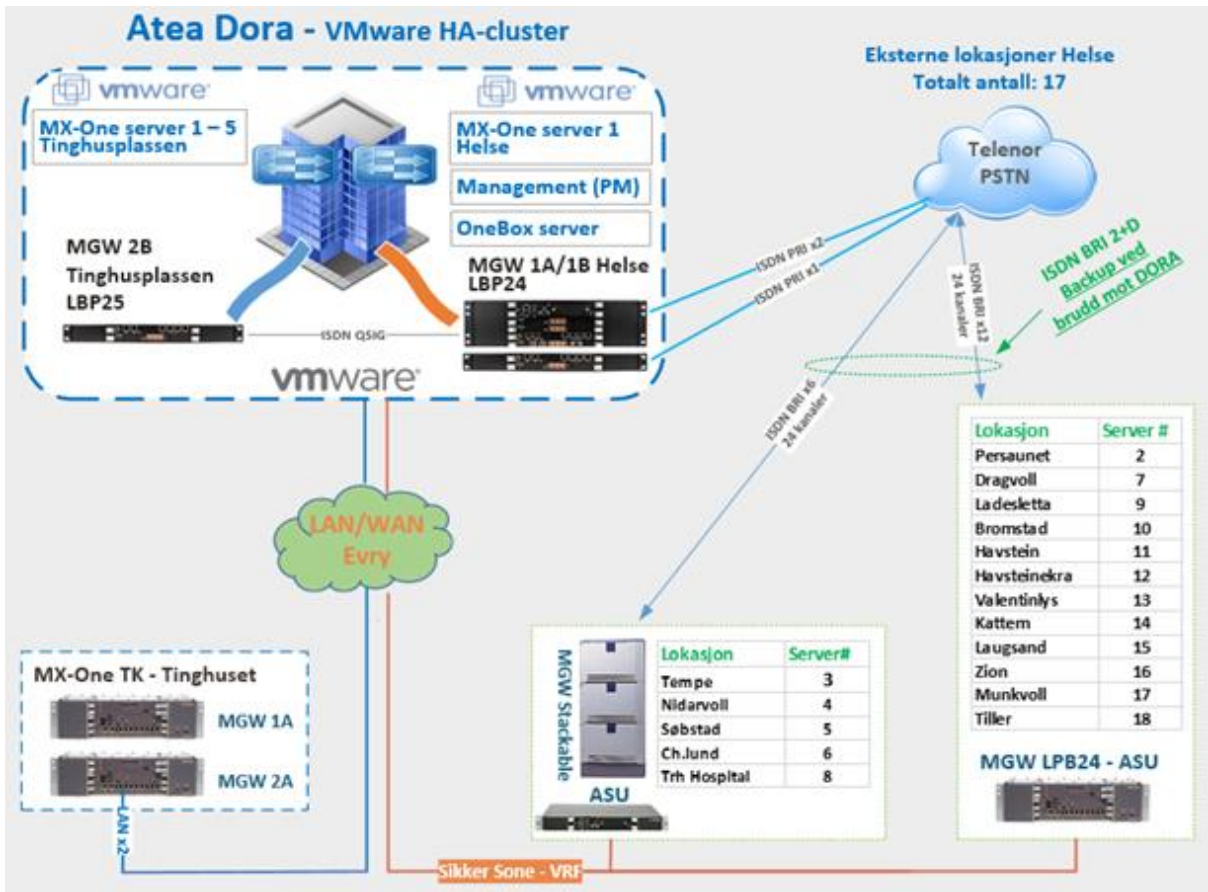 Atea Dora - VMware HA-cluster
vmware
MX-One server 1 – 5
Tinghusplassen
vmware
MX-One server 1
Helse
Management (PM)
OneBox server
MGW 2B
Tinghusplassen
LBP25
MGW 1A/1B Helse
LBP24
ISDN QSIG
vmware
Eksterne lokasjoner Helse
Totalt antall: 17
Telenor
PSTN
ISDN PRI x2
ISDN PRI x1
ISDN BRI x12
24 kanaler
ISDN BRI 2+D
Backup ved
brudd mot DORA
ISDN BRI x6
24 kanaler
LAN/WAN
Evry
MX-One TK - Tinghuset
MGW 1A
MGW 2A
LAN x2
MGW Stackable
Lokasjon Server#
Tempe 3
Nidarvoll 4
Søbstad 5
Ch.lund 6
Trh Hospital 8
ASU
Lokasjon Server #
Persaunet 2
Dragvoll 7
Ladesletta 9
Bromstad 10
Havstein 11
Havsteinekra 12
Valentinlys 13
Kattem 14
Laugsand 15
Zion 16
Munkvoll 17
Tiller 18
MGW LPB24 - ASU
Sikker Sone - VRF